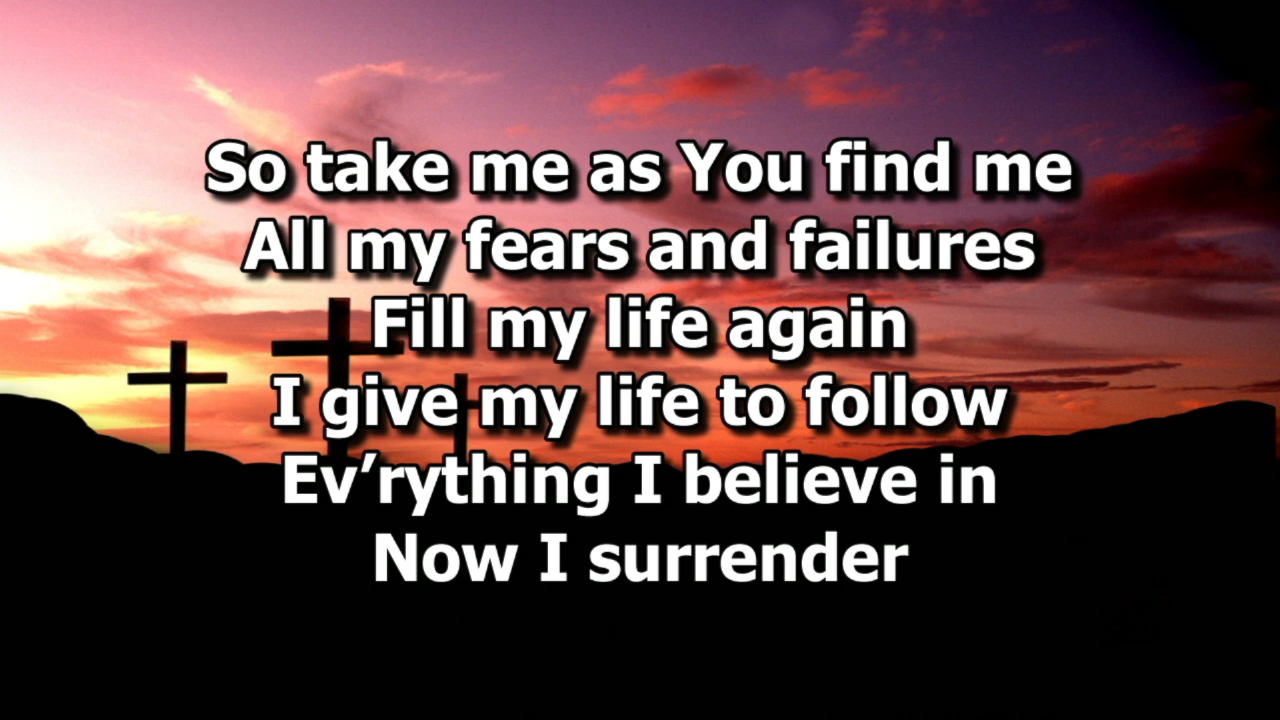 So take me as You find me
All my fears and failures
Fill my life again
I give my life to follow
Ev’rything I believe in
Now I surrender